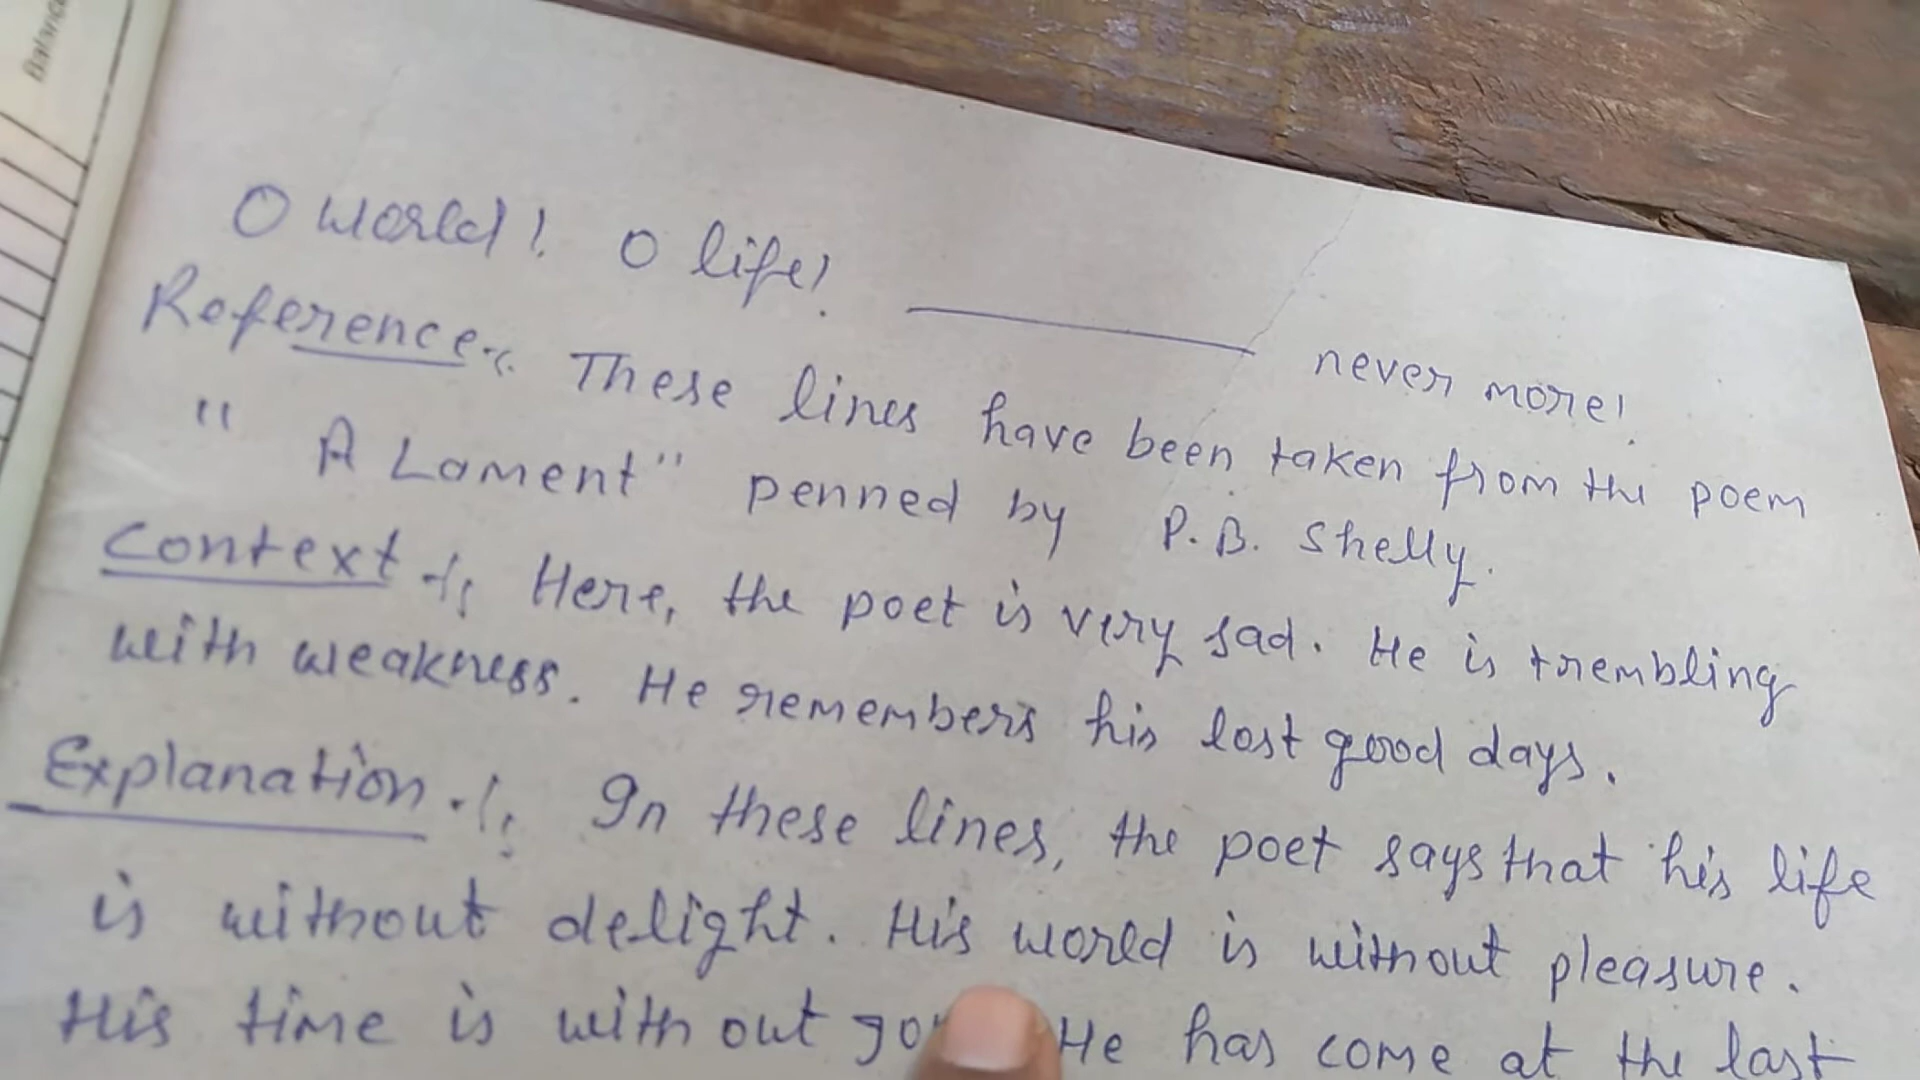 Balance
O world! O life! ________ never more!
Reference:- These lines have been taken from the poem
" A Lament" penned by P.B. Shelly.
Context :- Here, the poet is very sad. He is trembling
with weakness. He remembers his lost good days.
Explanation :- In these lines, the poet says that his life
is without delight. His world is without pleasure.
His time is without He has come at the last